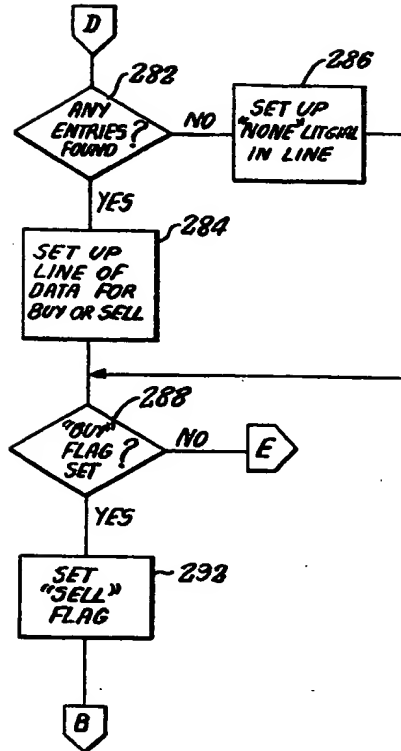 D
282
ANY
ENTRIES
FOUND ?
NO
286
SET UP
"NONE" LITGIAL
IN LINE
YES
284
SET UP
LINE OF
DATA FOR
BUY OR SELL
288
"BUY"
FLAG ?
SET
NO
E
YES
292
SET
"SELL"
FLAG
B